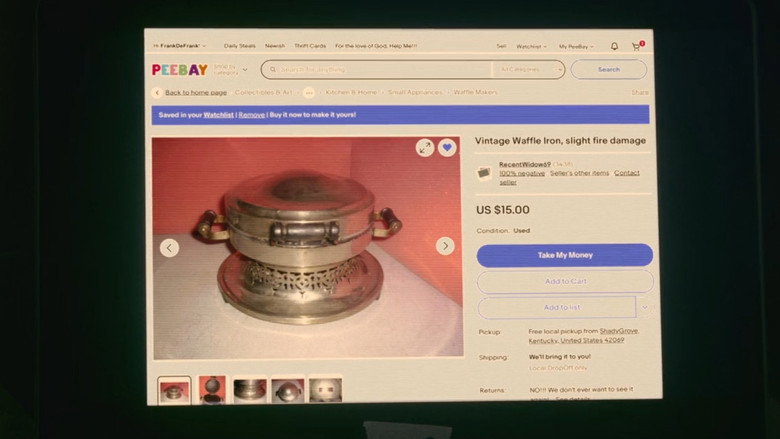 Hi FrankDeFrank! Daily Steals Newish Thrift Cards For the love of God, Help Me!!! Sell Watchlist My PeeBay
PEEBAY Shop by category Search for anything All Categories Search
Back to home page Collectibles & Art ... Kitchen & Home Small Appliances Waffle Makers Share
Saved in your Watchlist | Remove | Buy it now to make it yours!
Vintage Waffle Iron, slight fire damage
RecentWidow69
100% negative Seller's other items Contact seller
US $15.00
Condition: Used
Take My Money
Add to Cart
Add to list
Pickup: Free local pickup from ShadyGrove, Kentucky, United States 42069
Shipping: We'll bring it to you!
Local DropOff only
Returns: NO!!! We don't ever want to see it again! See details